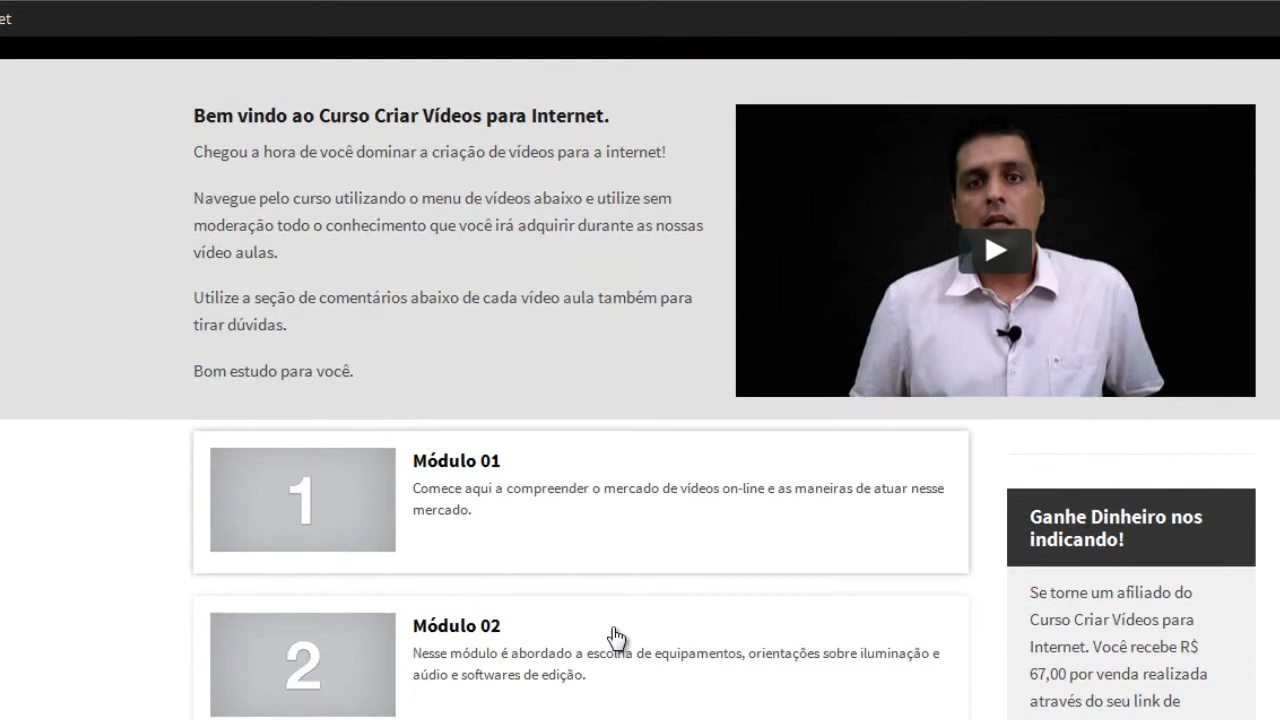 et
Bem vindo ao Curso Criar Vídeos para Internet.
Chegou a hora de você dominar a criação de vídeos para a internet!
Navegue pelo curso utilizando o menu de vídeos abaixo e utilize sem
moderação todo o conhecimento que você irá adquirir durante as nossas
vídeo aulas.
Utilize a seção de comentários abaixo de cada vídeo aula também para
tirar dúvidas.
Bom estudo para você.
1
Módulo 01
Comece aqui a compreender o mercado de vídeos on-line e as maneiras de atuar nesse
mercado.
2
Módulo 02
Nesse módulo é abordado a escolha de equipamentos, orientações sobre iluminação e
aúdio e softwares de edição.
Ganhe Dinheiro nos
indicando!
Se torne um afiliado do
Curso Criar Vídeos para
Internet. Você recebe R$
67,00 por venda realizada
através do seu link de